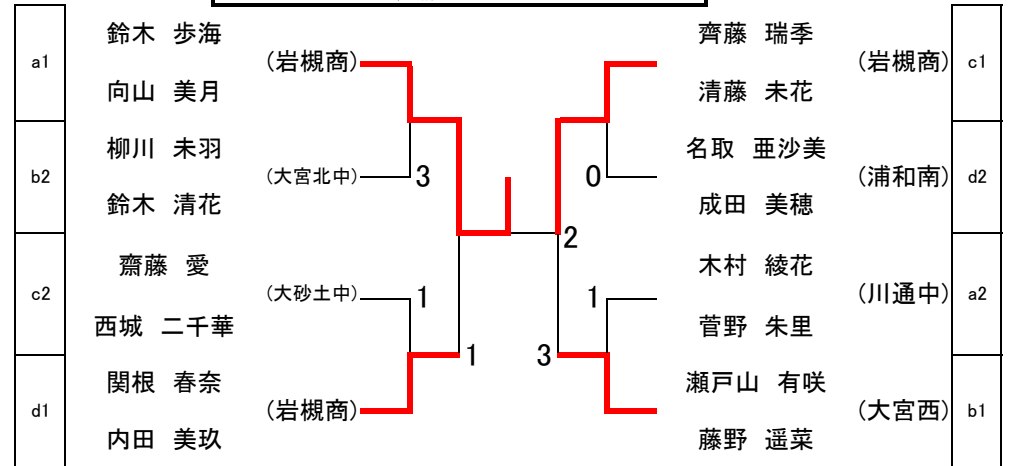 a1 鈴木 歩海
向山 美月 (岩槻商)
b2 柳川 未羽
鈴木 清花 (大宮北中) 3
c2 齋藤 愛
西城 二千華 (大砂土中) 1
d1 関根 春奈
内田 美玖 (岩槻商)
1
2
3
齊藤 瑞季
清藤 未花 (岩槻商) c1
0 名取 亜沙美
成田 美穂 (浦和南) d2
1 木村 綾花
菅野 朱里 (川通中) a2
瀬戸山 有咲
藤野 遥菜 (大宮西) b1